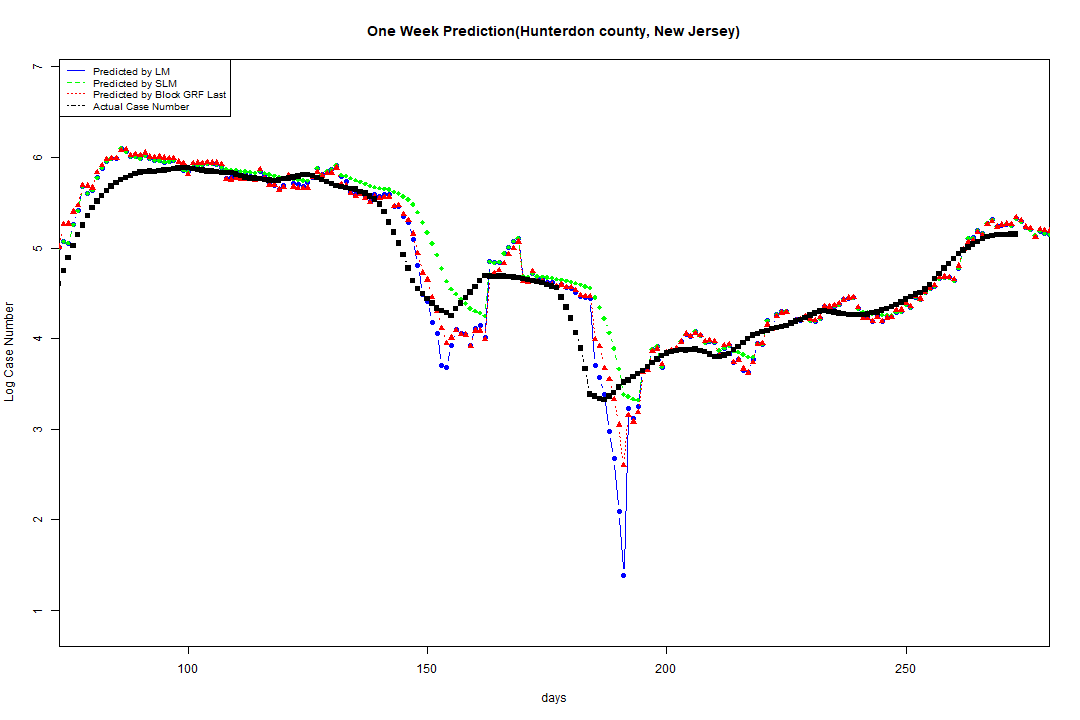 One Week Prediction(Hunterdon county, New Jersey)
Predicted by LM
Predicted by SLM
Predicted by Block GRF Last
Actual Case Number
7
6
5
4
3
2
1
Log Case Number
100 150 200 250
days